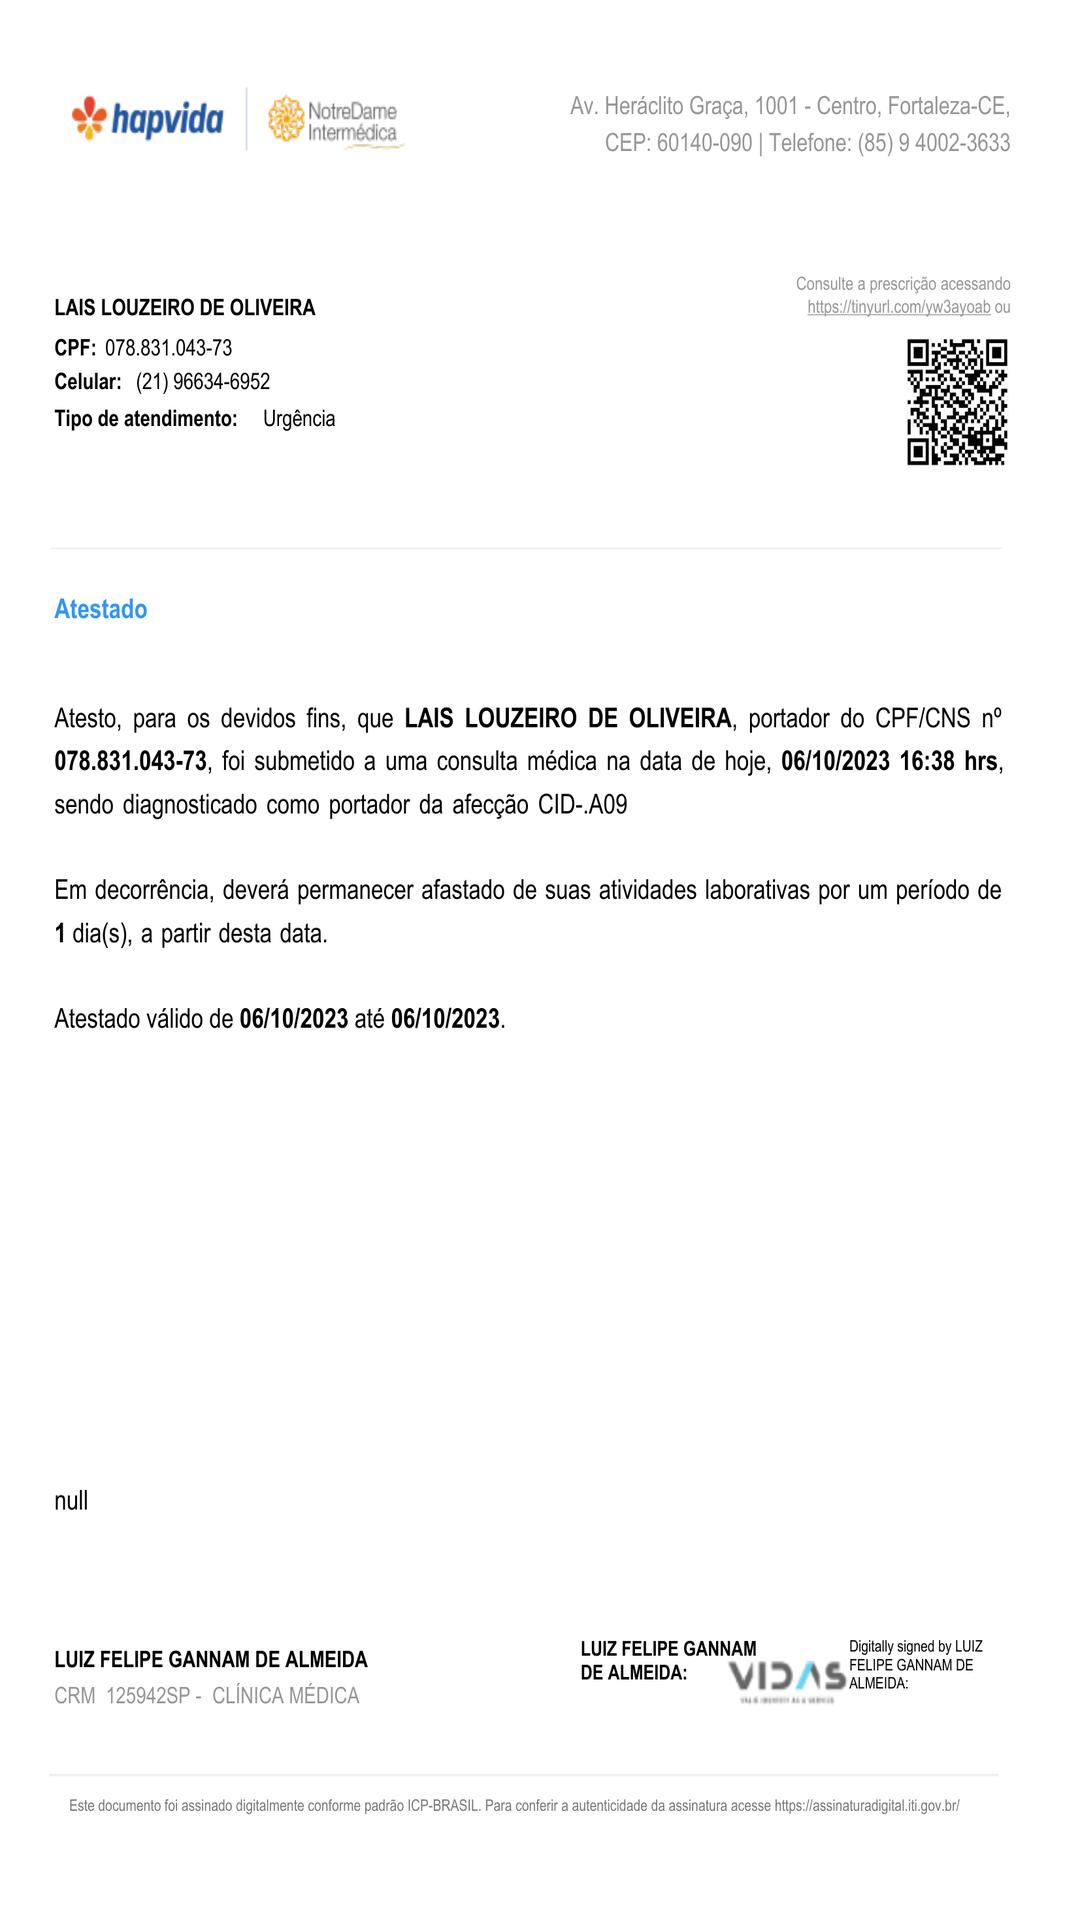 hapvida
NotreDame
Intermédica
Av. Heráclito Graça, 1001 - Centro, Fortaleza-CE,
CEP: 60140-090 | Telefone: (85) 9 4002-3633
Consulte a prescrição acessando
https://tinyurl.com/yw3ayoab ou
LAIS LOUZEIRO DE OLIVEIRA
CPF: 078.831.043-73
Celular: (21) 96634-6952
Tipo de atendimento: Urgência
Atestado
Atesto, para os devidos fins, que LAIS LOUZEIRO DE OLIVEIRA, portador do CPF/CNS nº
078.831.043-73, foi submetido a uma consulta médica na data de hoje, 06/10/2023 16:38 hrs,
sendo diagnosticado como portador da afecção CID-.A09
Em decorrência, deverá permanecer afastado de suas atividades laborativas por um período de
1 dia(s), a partir desta data.
Atestado válido de 06/10/2023 até 06/10/2023.
null
LUIZ FELIPE GANNAM DE ALMEIDA
CRM 125942SP - CLÍNICA MÉDICA
LUIZ FELIPE GANNAM
DE ALMEIDA:
VIDAS
Digitally signed by LUIZ
FELIPE GANNAM DE
ALMEIDA:
Este documento foi assinado digitalmente conforme padrão ICP-BRASIL. Para conferir a autenticidade da assinatura acesse https://assinaturadigital.iti.gov.br/